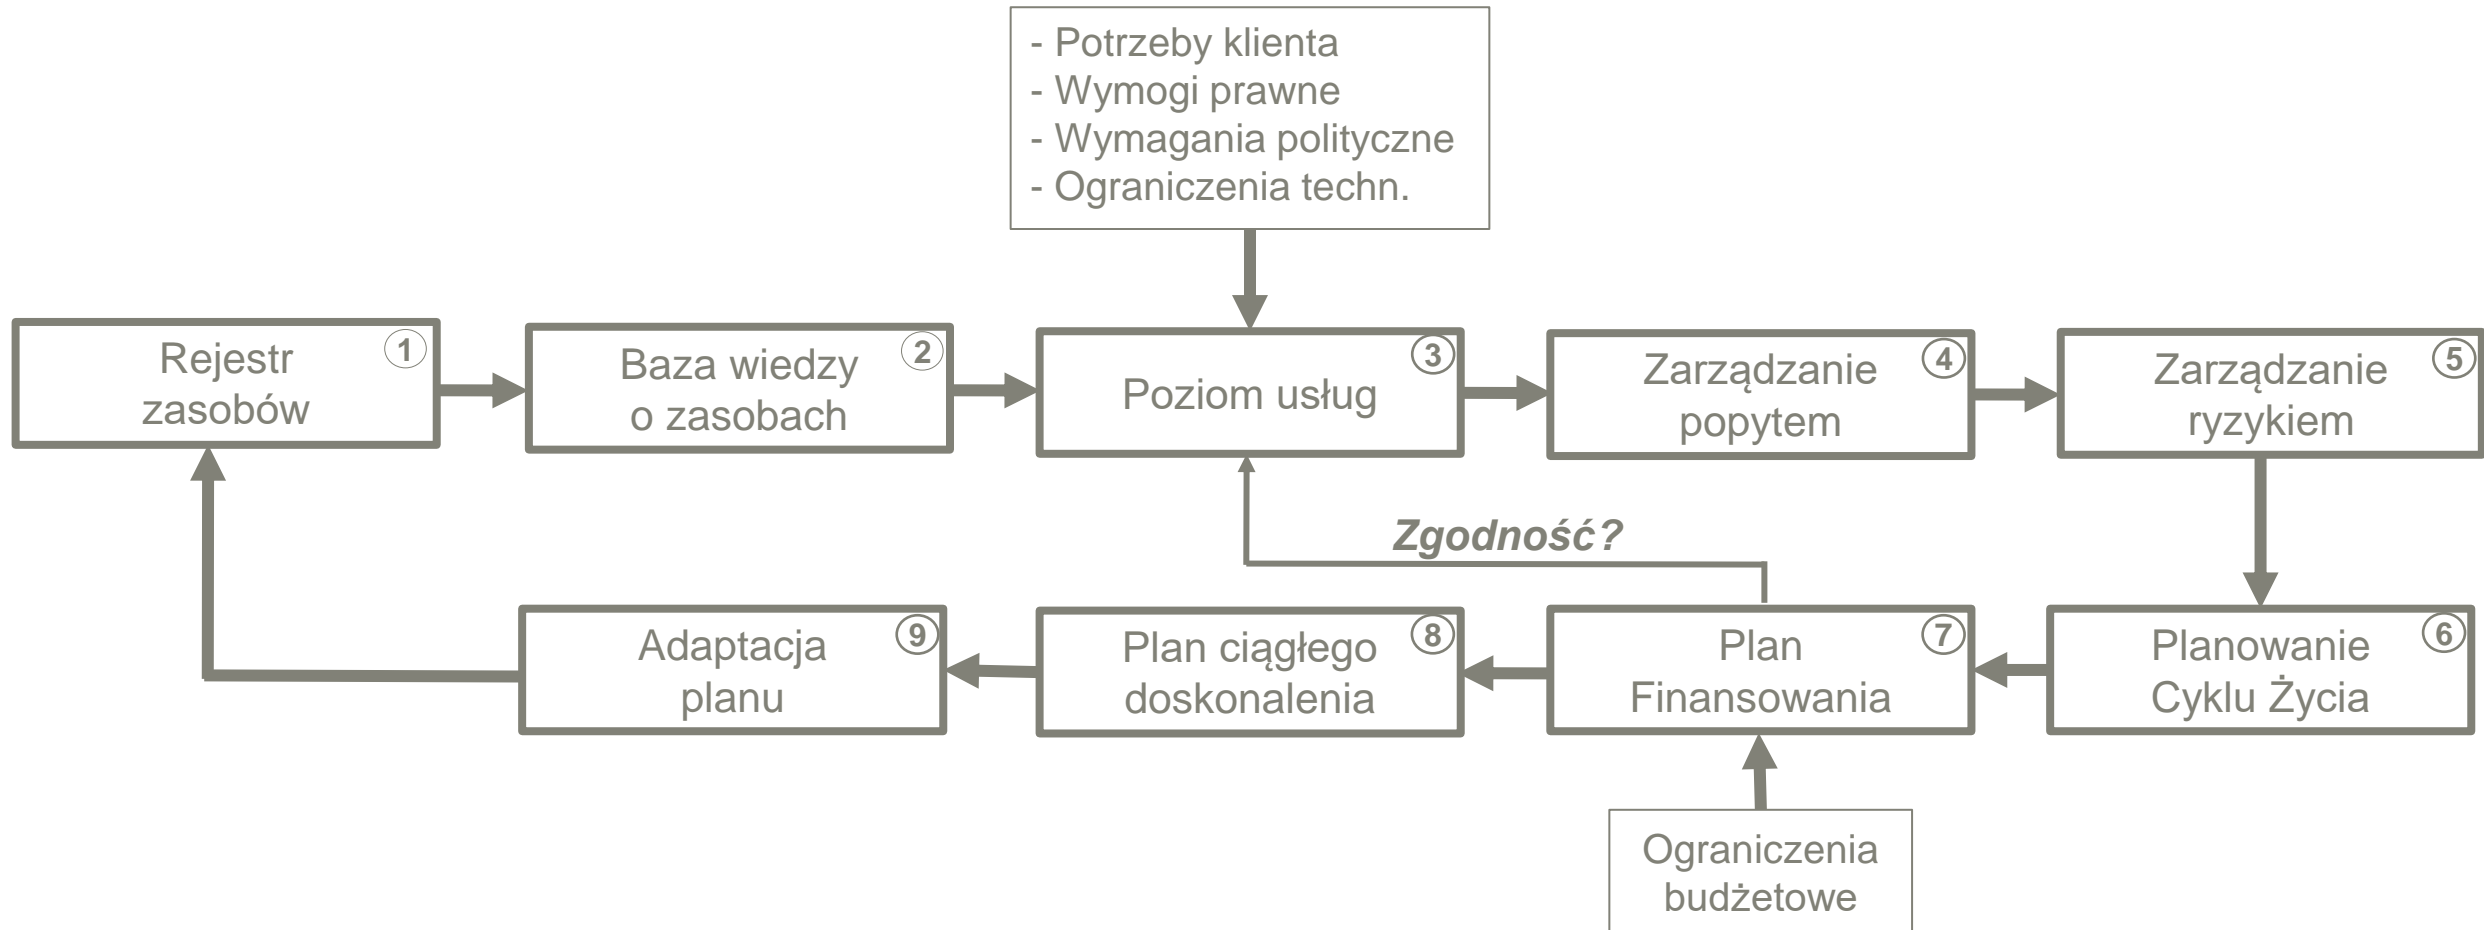 - Potrzeby klienta
- Wymogi prawne
- Wymagania polityczne
- Ograniczenia techn.
Rejestr
zasobów
1
Baza wiedzy
o zasobach
2
Poziom usług
3
Zarządzanie
popytem
4
Zarządzanie
ryzykiem
5
Zgodność?
Adaptacja
planu
9
Plan ciągłego
doskonalenia
8
Plan
Finansowania
7
Planowanie
Cyklu Życia
6
Ograniczenia
budżetowe